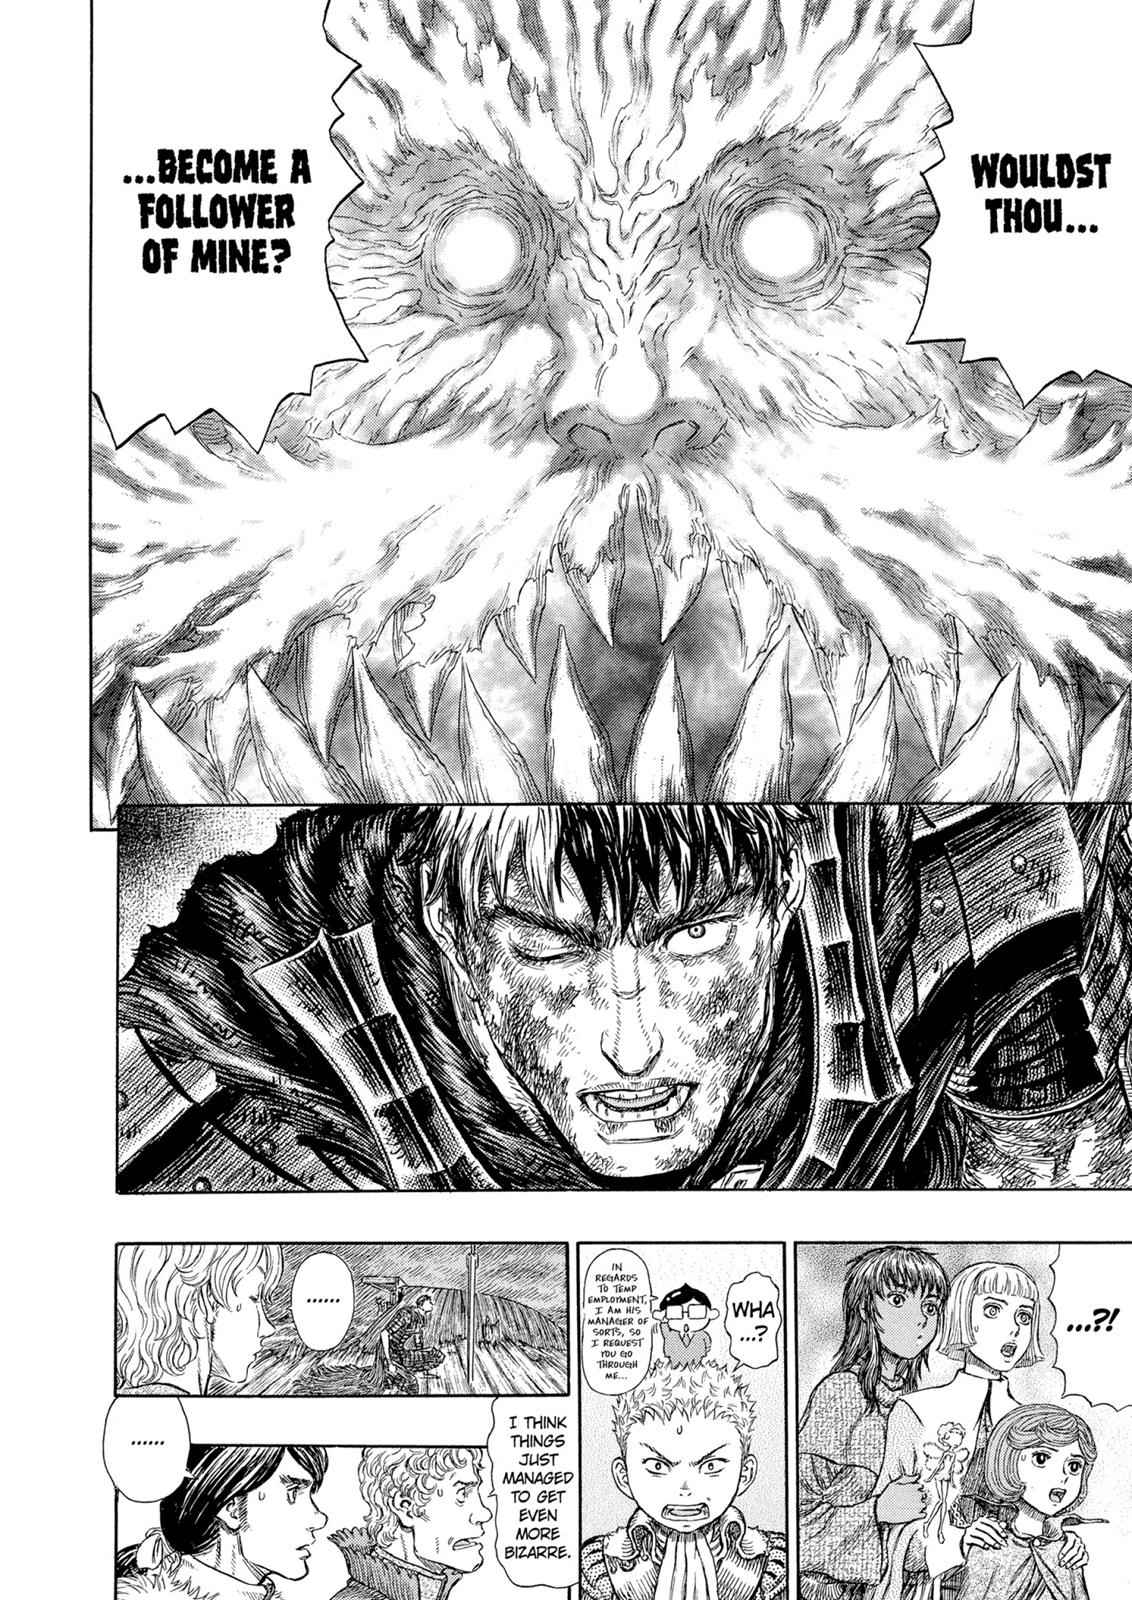 WOULDST
THOU...
...BECOME A
FOLLOWER
OF MINE?
...?!
WHA
...?
IN
REGARDS
TO TEMP
EMPLOYMENT,
I AM HIS
MANAGER OF
SORTS, SO
I REQUEST
YOU GO
THROUGH
ME...
......
I THINK
THINGS
JUST
MANAGED
TO GET
EVEN
MORE
BIZARRE.
......